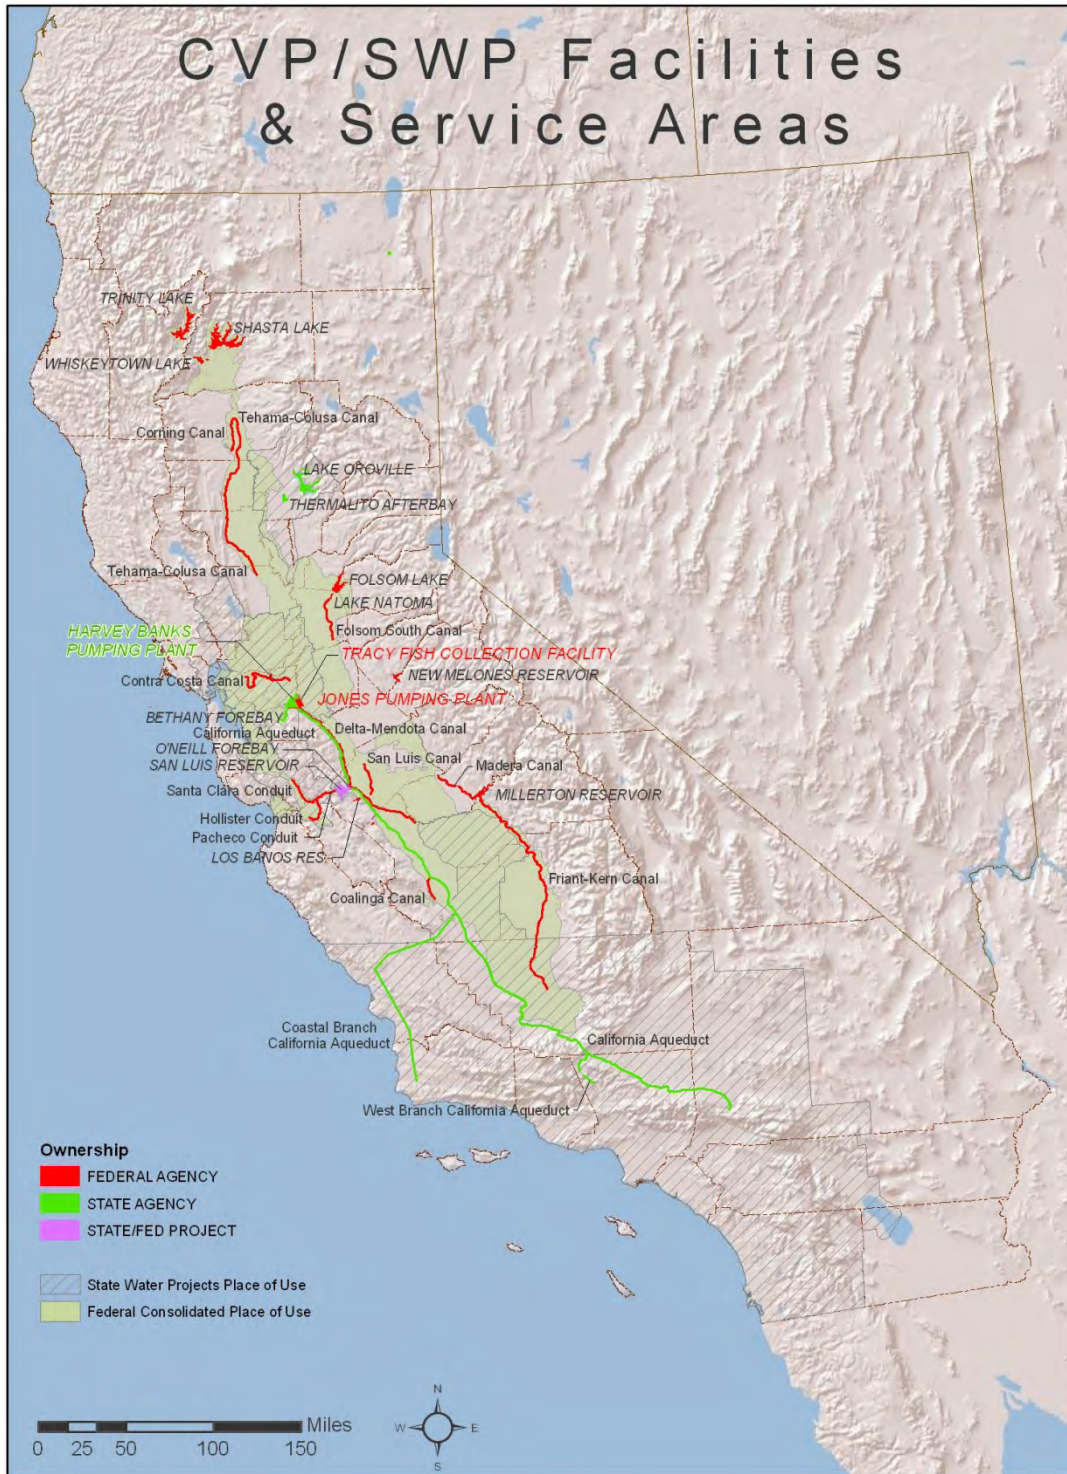 CVP/SWP Facilities
& Service Areas
TRINITY LAKE
SHASTA LAKE
WHISKEYTOWN LAKE
Tehama-Colusa Canal
Corning Canal
LAKE OROVILLE
THERMALITO AFTERBAY
Tehama-Colusa Canal
FOLSOM LAKE
LAKE NATOMA
Folsom South Canal
HARVEY BANKS
PUMPING PLANT
TRACY FISH COLLECTION FACILITY
NEW MELONES RESERVOIR
Contra Costa Canal
JONES PUMPING PLANT
BETHANY FOREBAY
California Aqueduct
Delta-Mendota Canal
O'NEILL FOREBAY
SAN LUIS RESERVOIR
San Luis Canal
Madera Canal
Santa Clara Conduit
MILLERTON RESERVOIR
Hollister Conduit
Pacheco Conduit
LOS BANOS RES
Friant-Kern Canal
Coalinga Canal
Coastal Branch
California Aqueduct
California Aqueduct
West Branch California Aqueduct
Ownership
FEDERAL AGENCY
STATE AGENCY
STATE/FED PROJECT
State Water Projects Place of Use
Federal Consolidated Place of Use
N
W
E
S
Miles
0 25 50 100 150